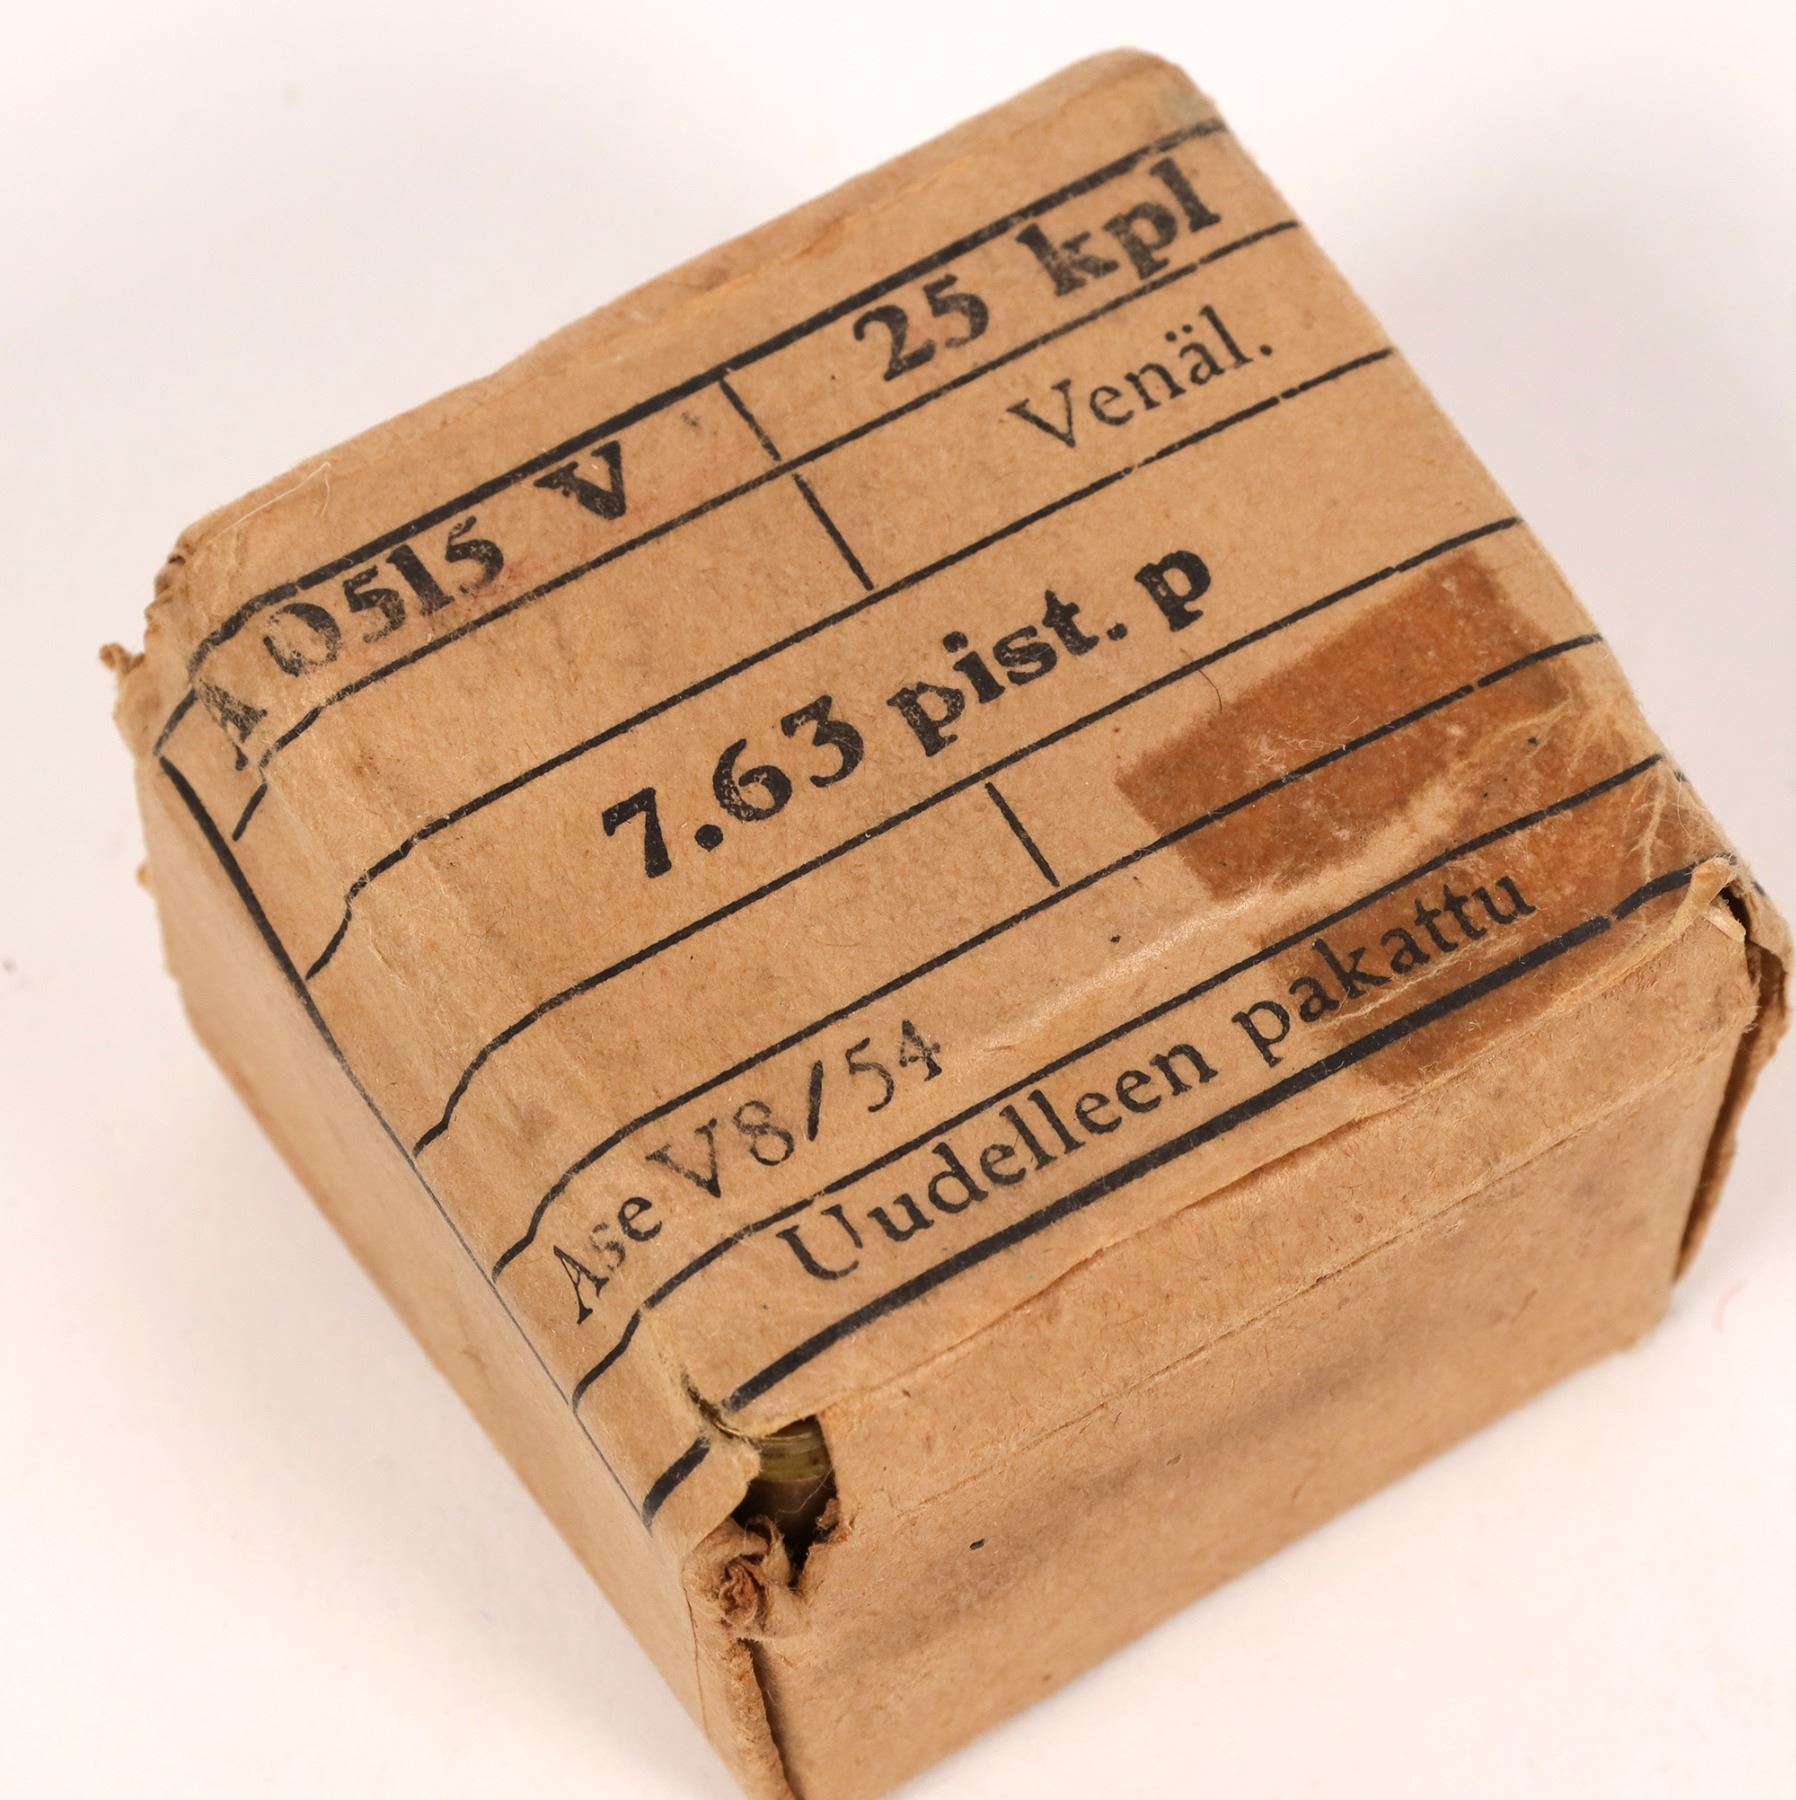 A 0515 V 25 kpl
Venäl.
7.63 pist. p
Ase V8/54
Uudelleen pakattu